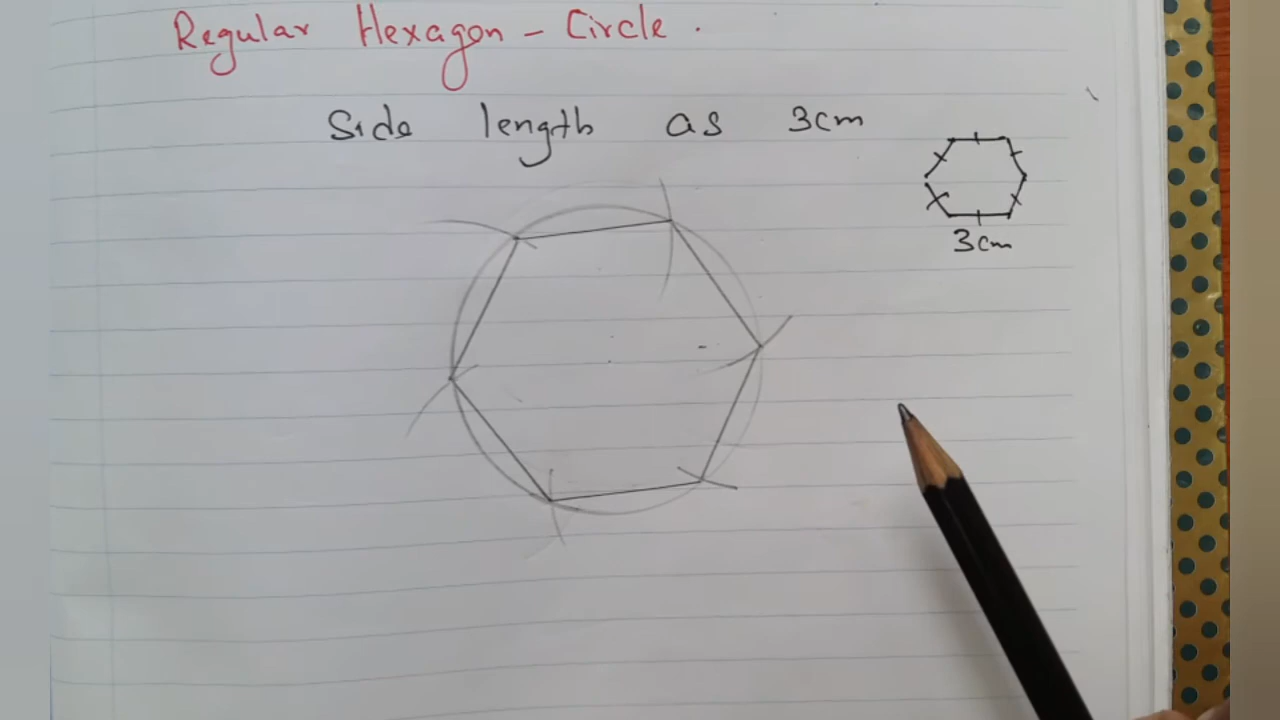 Regular Hexagon - Circle.
Side length as 3cm
3cm